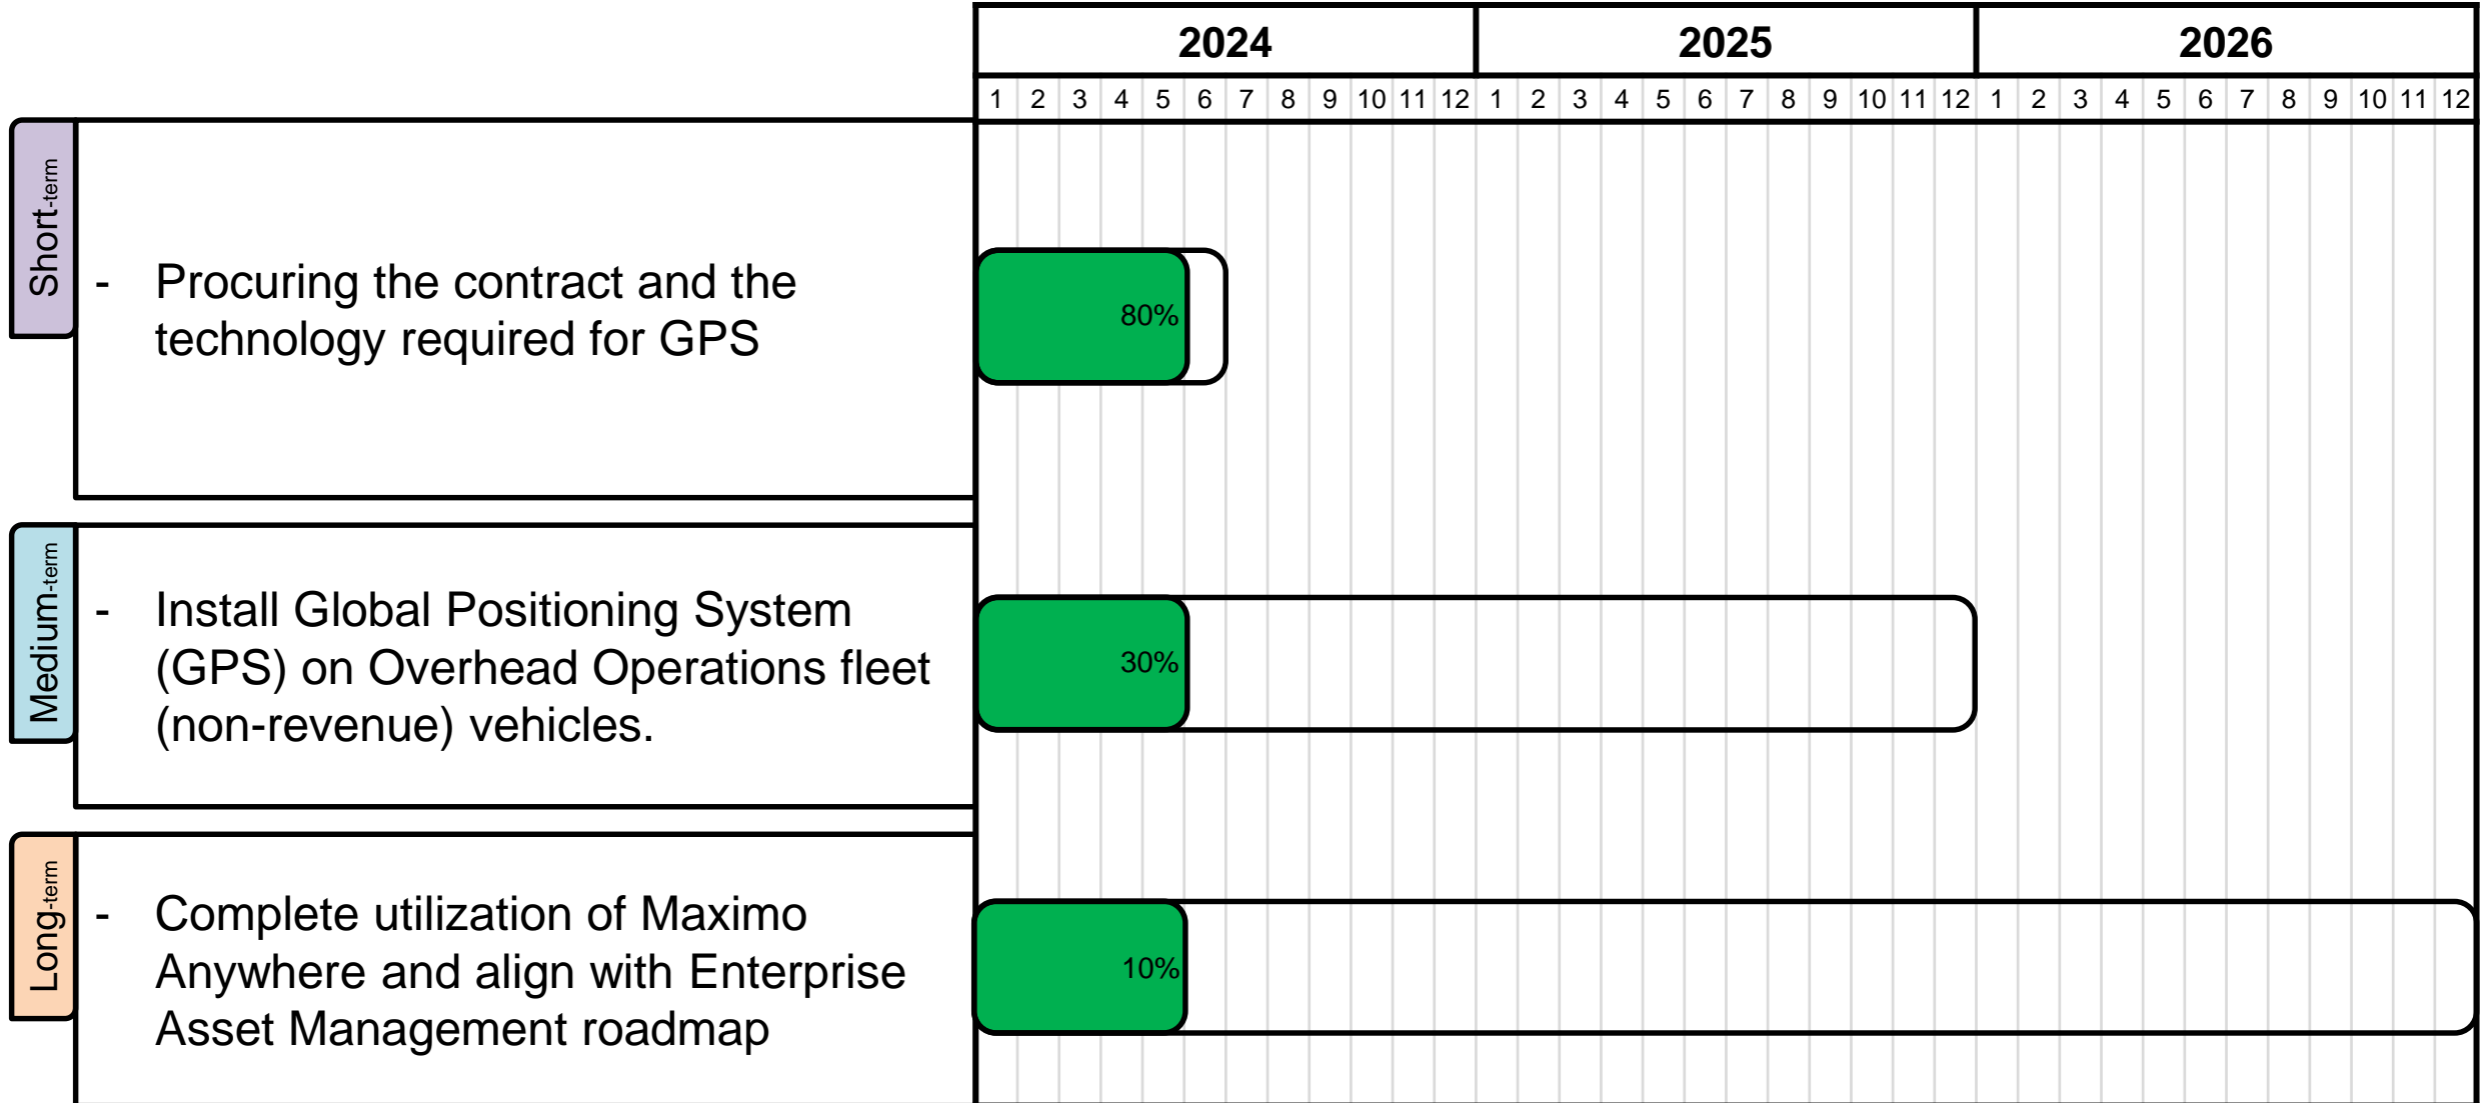 2024 2025 2026
1 2 3 4 5 6 7 8 9 10 11 12 1 2 3 4 5 6 7 8 9 10 11 12 1 2 3 4 5 6 7 8 9 10 11 12
Short-term
- Procuring the contract and the
technology required for GPS
80%
Medium-term
- Install Global Positioning System
(GPS) on Overhead Operations fleet
(non-revenue) vehicles.
30%
Long-term
- Complete utilization of Maximo
Anywhere and align with Enterprise
Asset Management roadmap
10%